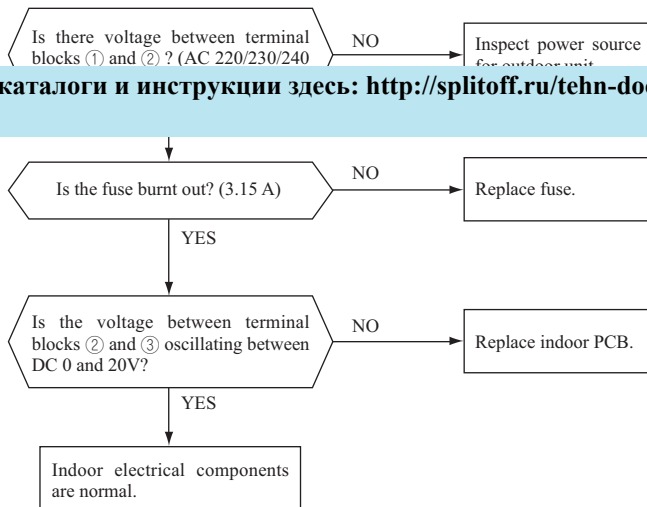 Is there voltage between terminal
blocks ① and ② ? (AC 220/230/240
NO
Inspect power source
for outdoor unit
каталоги и инструкции здесь: http://splitoff.ru/tehn-doc
Is the fuse burnt out? (3.15 A)
NO
Replace fuse.
YES
Is the voltage between terminal
blocks ② and ③ oscillating between
DC 0 and 20V?
NO
Replace indoor PCB.
YES
Indoor electrical components
are normal.